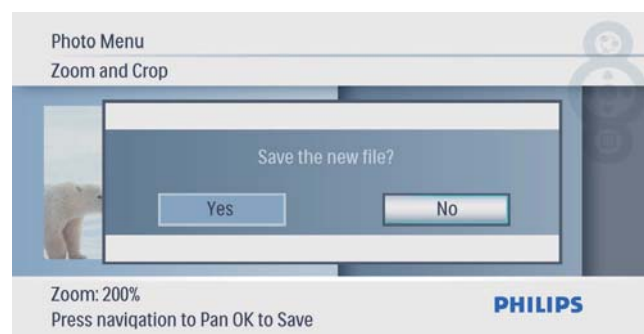 Photo Menu
Zoom and Crop
Save the new file?
Yes No
Zoom: 200%
Press navigation to Pan OK to Save
PHILIPS